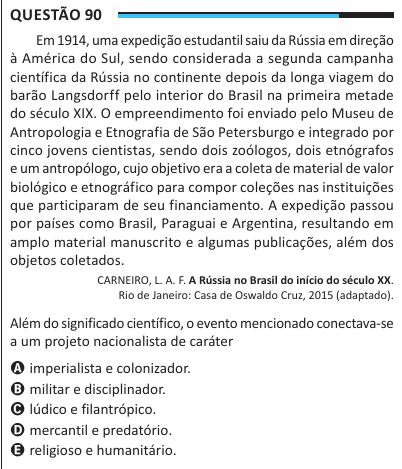 QUESTÃO 90
Em 1914, uma expedição estudantil saiu da Rússia em direção
à América do Sul, sendo considerada a segunda campanha
científica da Rússia no continente depois da longa viagem do
barão Langsdorff pelo interior do Brasil na primeira metade
do século XIX. O empreendimento foi enviado pelo Museu de
Antropologia e Etnografia de São Petersburgo e integrado por
cinco jovens cientistas, sendo dois zoólogos, dois etnógrafos
e um antropólogo, cujo objetivo era a coleta de material de valor
biológico e etnográfico para compor coleções nas instituições
que participaram de seu financiamento. A expedição passou
por países como Brasil, Paraguai e Argentina, resultando em
amplo material manuscrito e algumas publicações, além dos
objetos coletados.
CARNEIRO, L. A. F. A Rússia no Brasil do início do século XX.
Rio de Janeiro: Casa de Oswaldo Cruz, 2015 (adaptado).
Além do significado científico, o evento mencionado conectava-se
a um projeto nacionalista de caráter
A imperialista e colonizador.
B militar e disciplinador.
C lúdico e filantrópico.
D mercantil e predatório.
E religioso e humanitário.